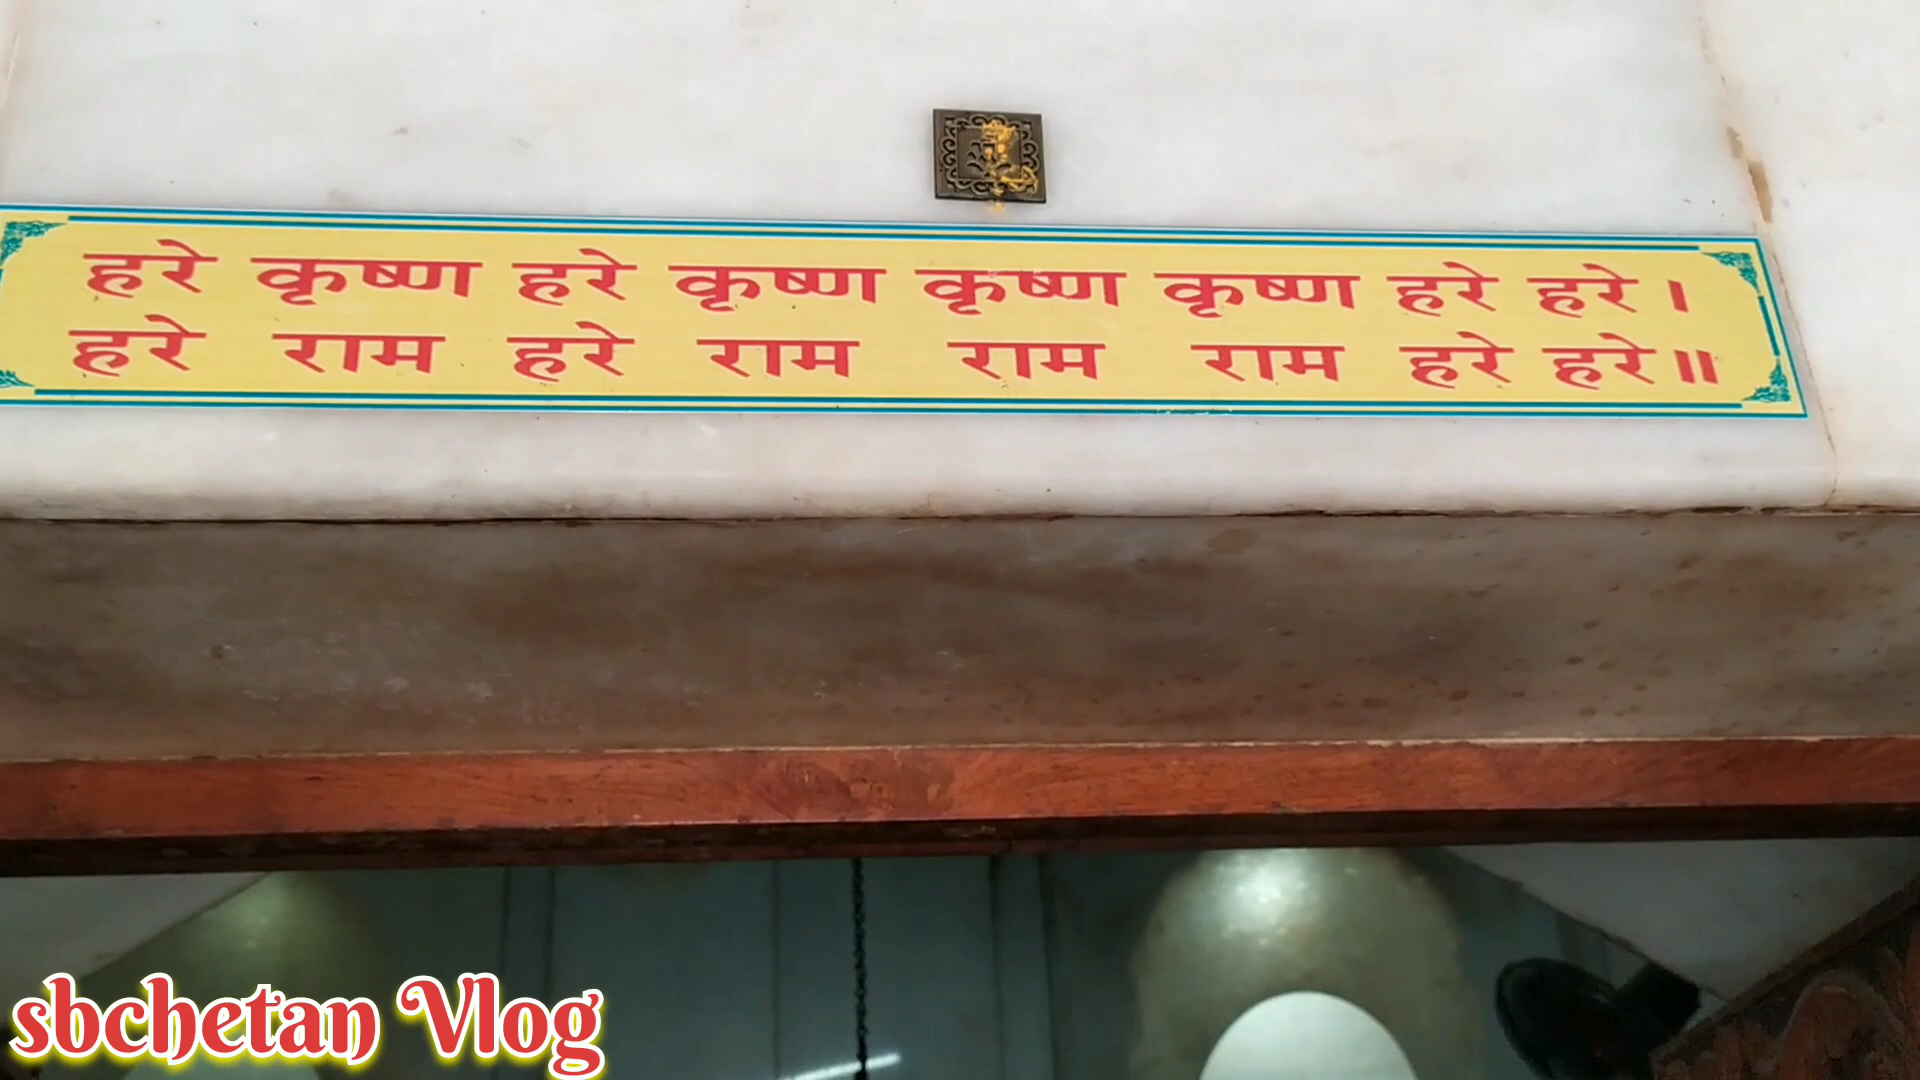 हरे कृष्ण हरे कृष्ण कृष्ण कृष्ण हरे हरे ।
हरे राम हरे राम राम राम हरे हरे ॥
sbchetan Vlog